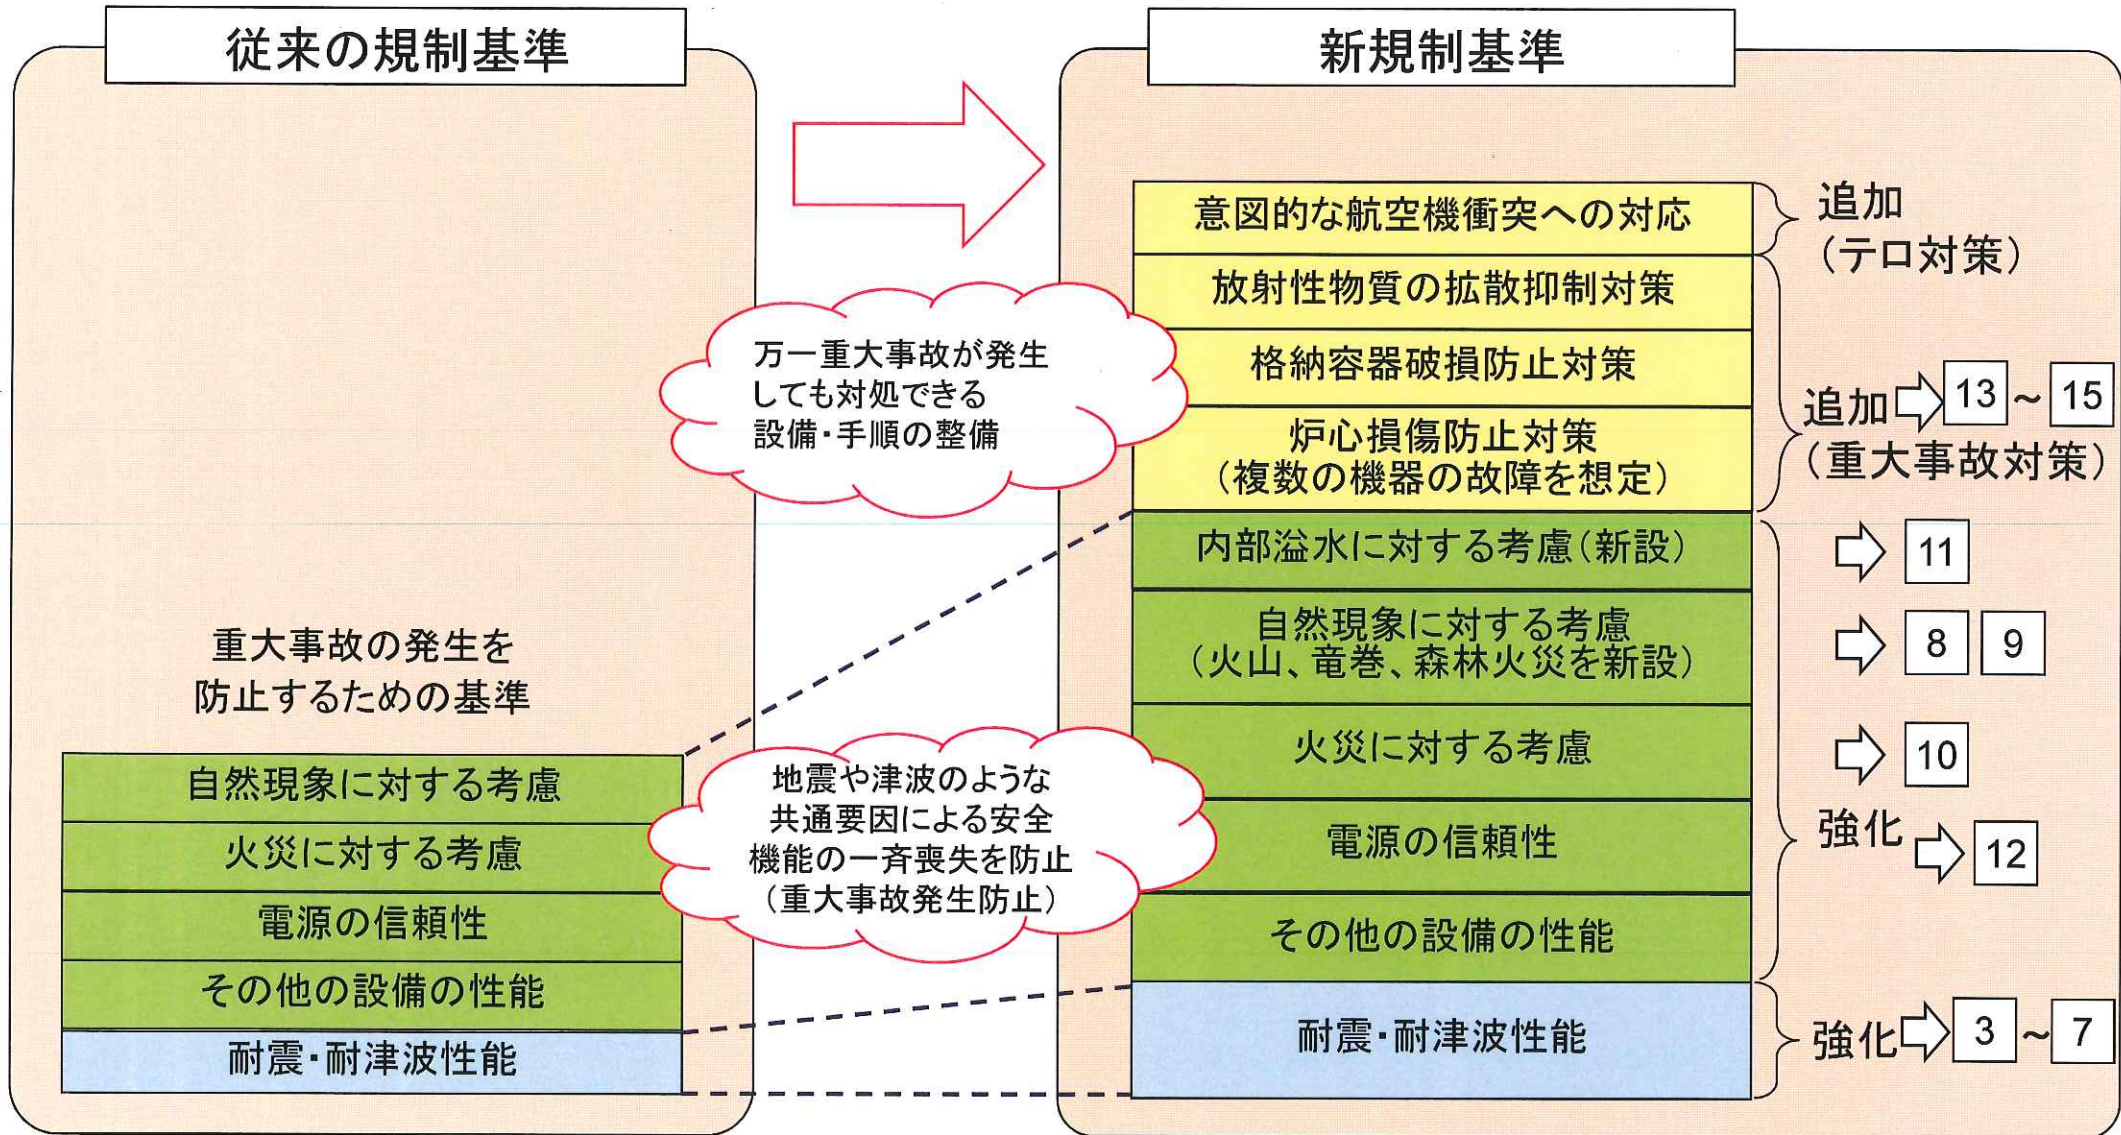 従来の規制基準
重大事故の発生を
防止するための基準
自然現象に対する考慮
火災に対する考慮
電源の信頼性
その他の設備の性能
耐震・耐津波性能
万一重大事故が発生
しても対処できる
設備・手順の整備
地震や津波のような
共通要因による安全
機能の一斉喪失を防止
（重大事故発生防止）
新規制基準
意図的な航空機衝突への対応
放射性物質の拡散抑制対策
格納容器破損防止対策
炉心損傷防止対策
（複数の機器の故障を想定）
内部溢水に対する考慮（新設）
自然現象に対する考慮
（火山、竜巻、森林火災を新設）
火災に対する考慮
電源の信頼性
その他の設備の性能
耐震・耐津波性能
追加
（テロ対策）
追加 ⇨ 13 ～ 15
（重大事故対策）
⇨ 11
⇨ 8 9
⇨ 10
強化 ⇨ 12
強化 ⇨ 3 ～ 7